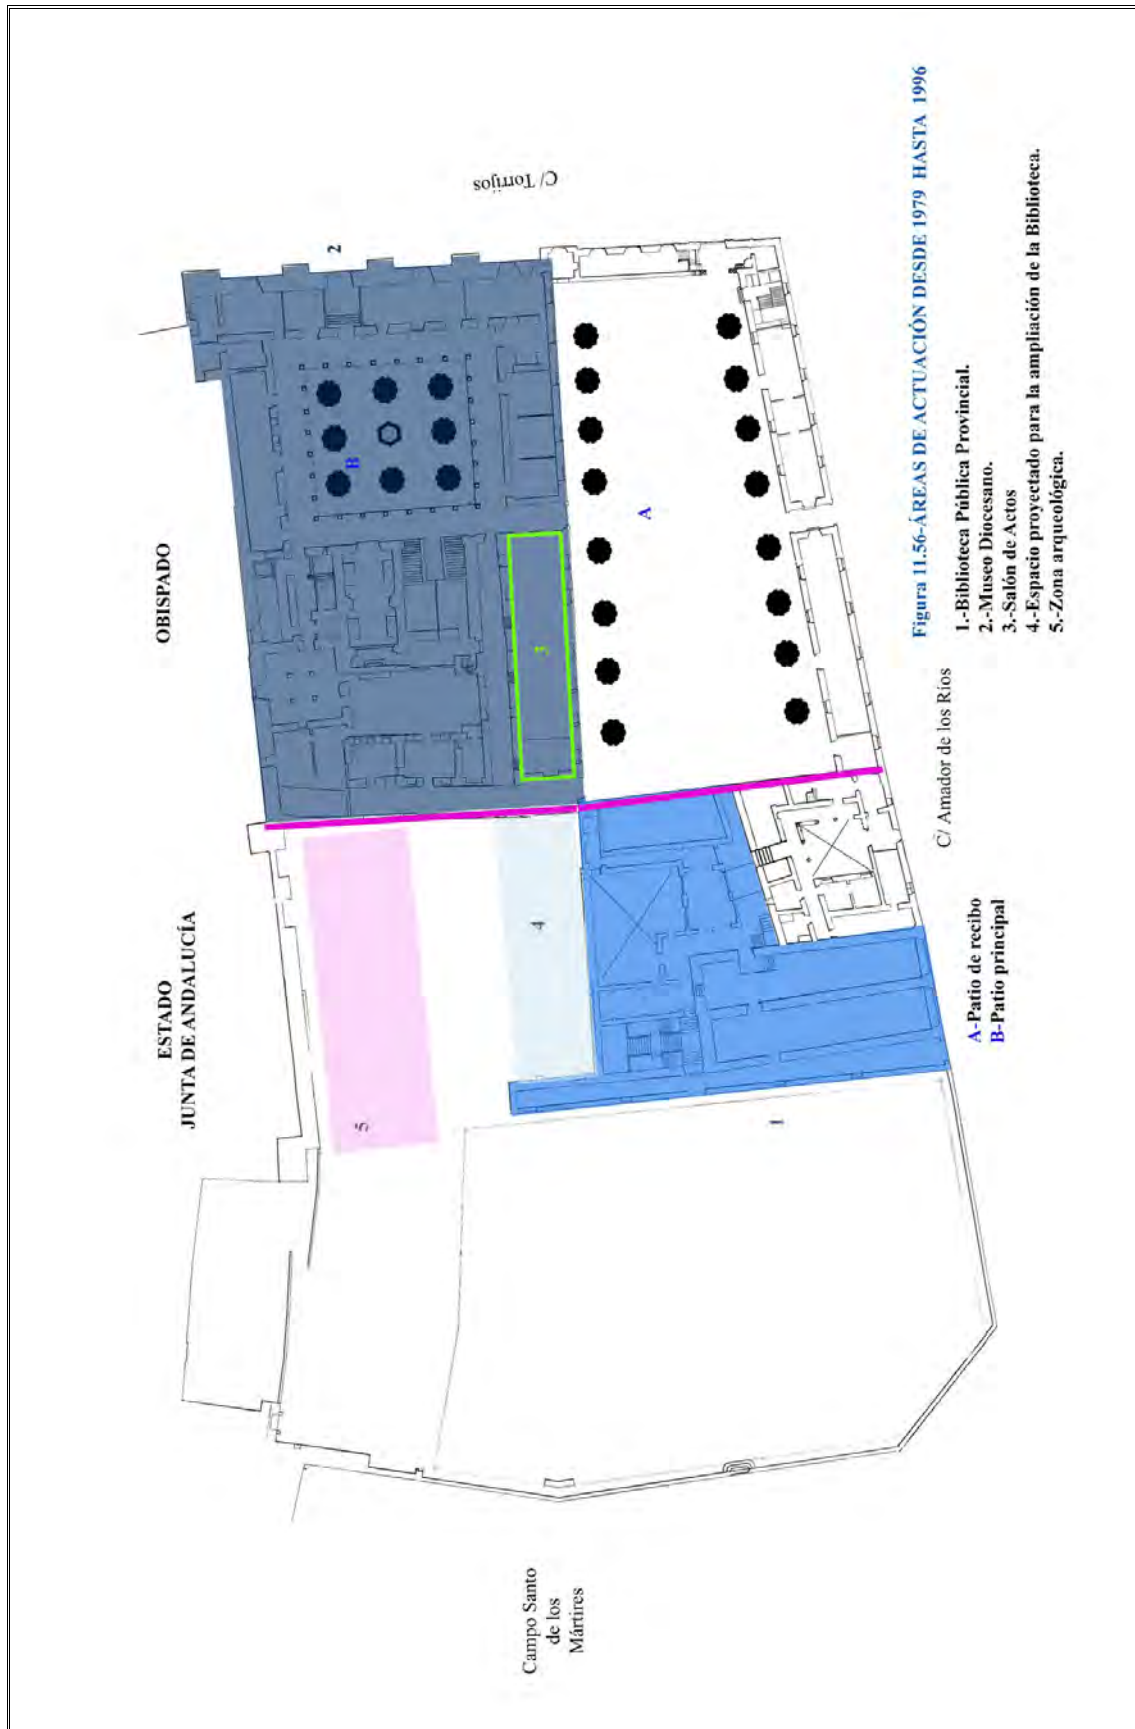 ESTADO
JUNTA DE ANDALUCÍA
OBISPADO
5
4
3
B
2
A
1
C/ Torrijos
Campo Santo
de los
Mártires
C/ Amador de los Ríos
A-Patio de recibo
B-Patio principal
Figura 11.56-ÁREAS DE ACTUACIÓN DESDE 1979 HASTA 1996
1.-Biblioteca Pública Provincial.
2.-Museo Diocesano.
3.-Salón de Actos
4.-Espacio proyectado para la ampliación de la Biblioteca.
5.-Zona arqueológica.